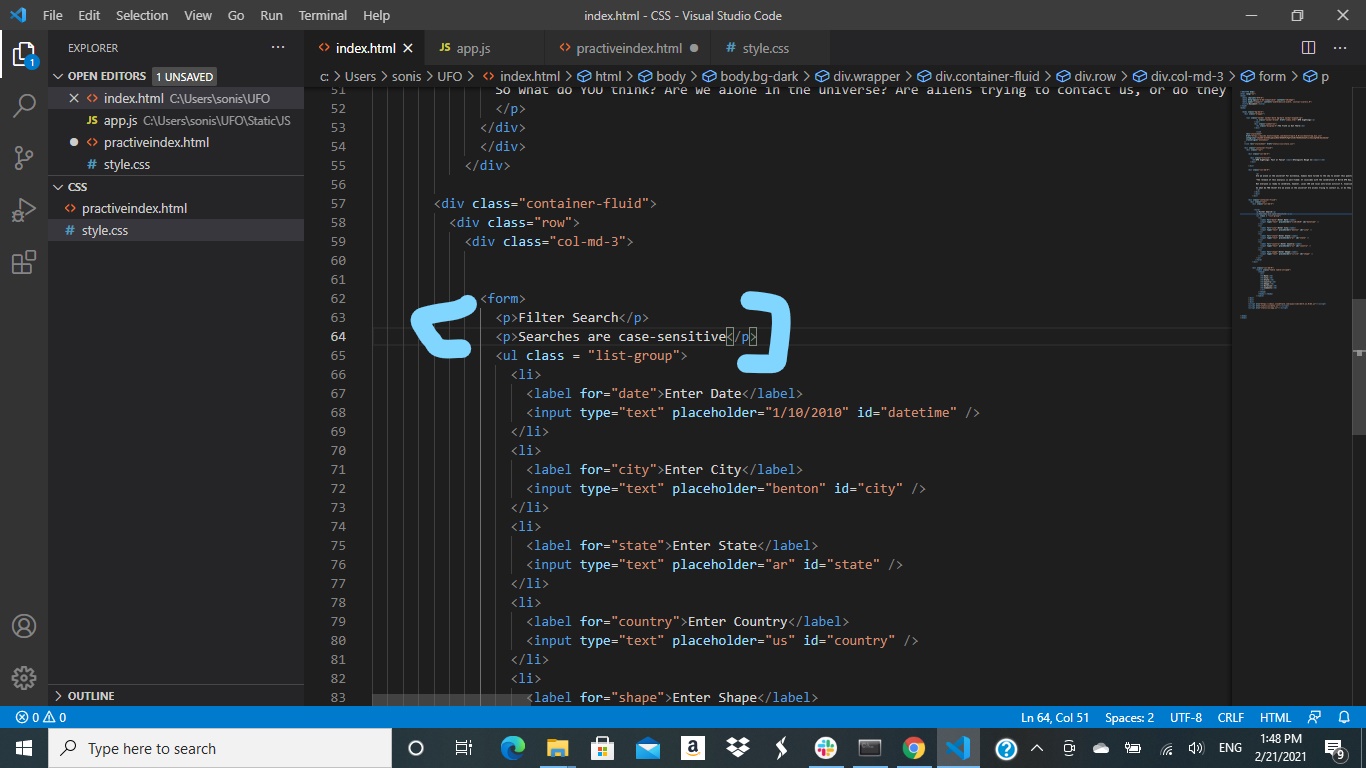 File Edit Selection View Go Run Terminal Help index.html - CSS - Visual Studio Code
EXPLORER
index.html
JS app.js
practiveindex.html
# style.css
OPEN EDITORS 1 UNSAVED
index.html C:\Users\sonis\UFO
JS app.js C:\Users\sonis\UFO\Static\JS
practiveindex.html
# style.css
CSS
practiveindex.html
# style.css
OUTLINE
c: > Users > sonis > UFO > index.html > html > body > body.bg-dark > div.wrapper > div.container-fluid > div.row > div.col-md-3 > form > p
51 So what do YOU think? Are we alone in the universe? Are aliens trying to contact us, or do they
52 </p>
53 </div>
54 </div>
55 </div>
56
57 <div class="container-fluid">
58 <div class="row">
59 <div class="col-md-3">
60
61
62 <form>
63 <p>Filter Search</p>
64 <p>Searches are case-sensitive</p>
65 <ul class = "list-group">
66 <li>
67 <label for="date">Enter Date</label>
68 <input type="text" placeholder="1/10/2010" id="datetime" />
69 </li>
70 <li>
71 <label for="city">Enter City</label>
72 <input type="text" placeholder="benton" id="city" />
73 </li>
74 <li>
75 <label for="state">Enter State</label>
76 <input type="text" placeholder="ar" id="state" />
77 </li>
78 <li>
79 <label for="country">Enter Country</label>
80 <input type="text" placeholder="us" id="country" />
81 </li>
82 <li>
83 <label for="shape">Enter Shape</label>
0 0 Ln 64, Col 51 Spaces: 2 UTF-8 CRLF HTML
Type here to search
ENG
1:48 PM
2/21/2021
9